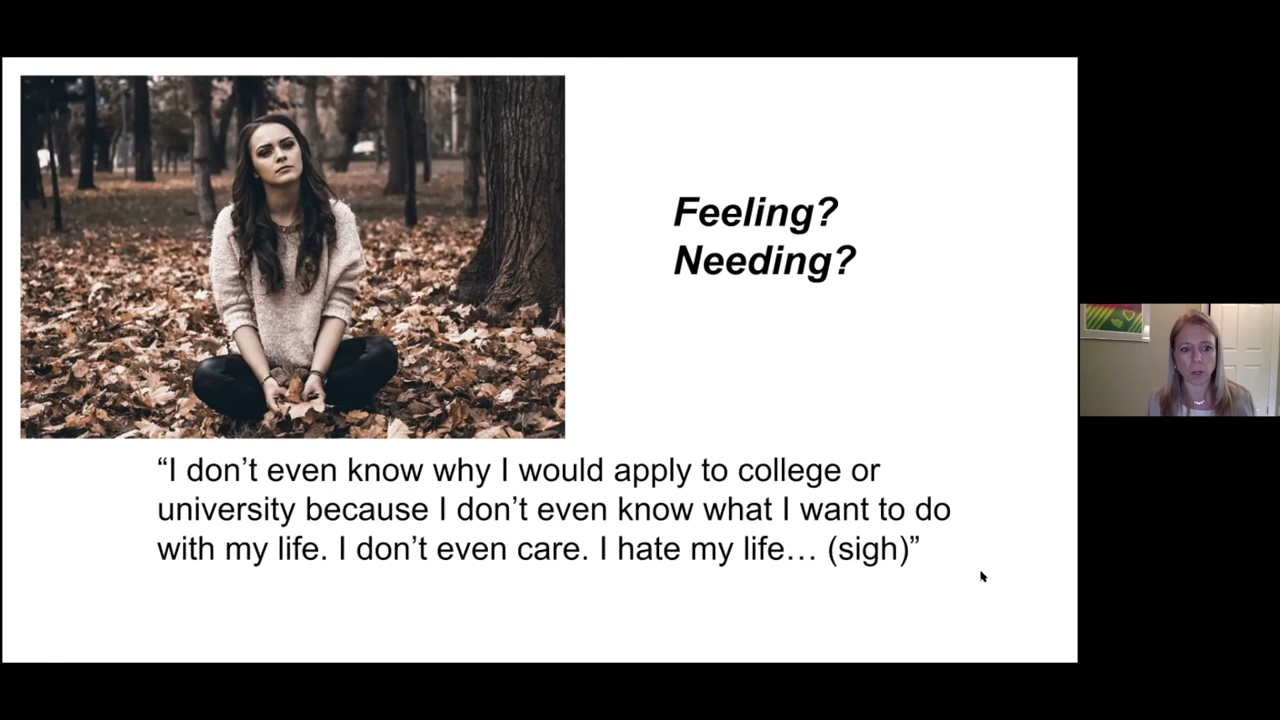 Feeling?
Needing?
“I don’t even know why I would apply to college or
university because I don’t even know what I want to do
with my life. I don’t even care. I hate my life… (sigh)”